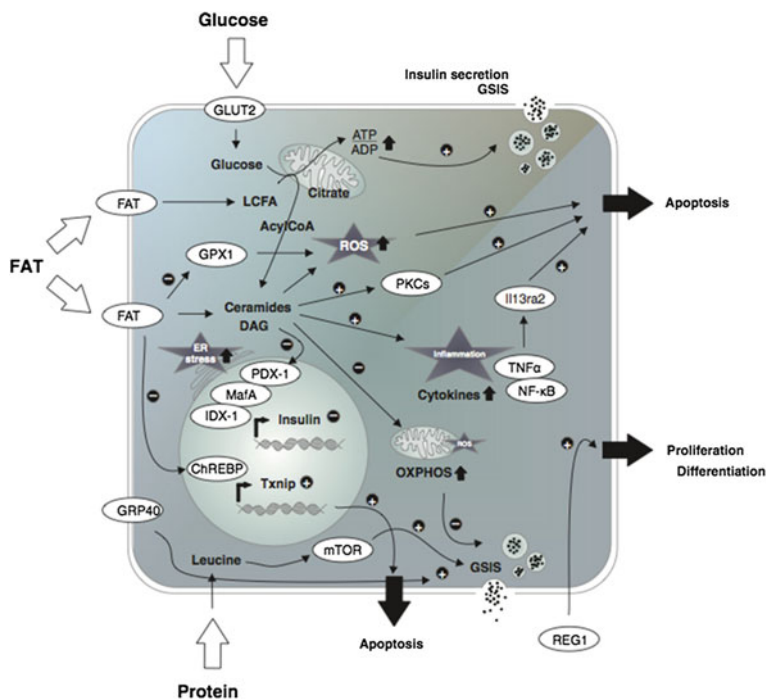 Glucose
Insulin secretion
GSIS
GLUT2
ATP
ADP
+
Glucose
Citrate
FAT
LCFA
Apoptosis
AcylCoA
+
GPX1
ROS
+
FAT
−
PKCs
+
Il13ra2
+
FAT
Ceramides
DAG
+
ER
stress
−
Inflammation
TNFα
NF-κB
Cytokines
PDX-1
MafA
IDX-1
−
−
Insulin −
ROS
OXPHOS
+
Proliferation
Differentiation
ChREBP
Txnip +
GRP40
+
+
−
mTOR
Leucine
+
GSIS
Apoptosis
REG1
Protein